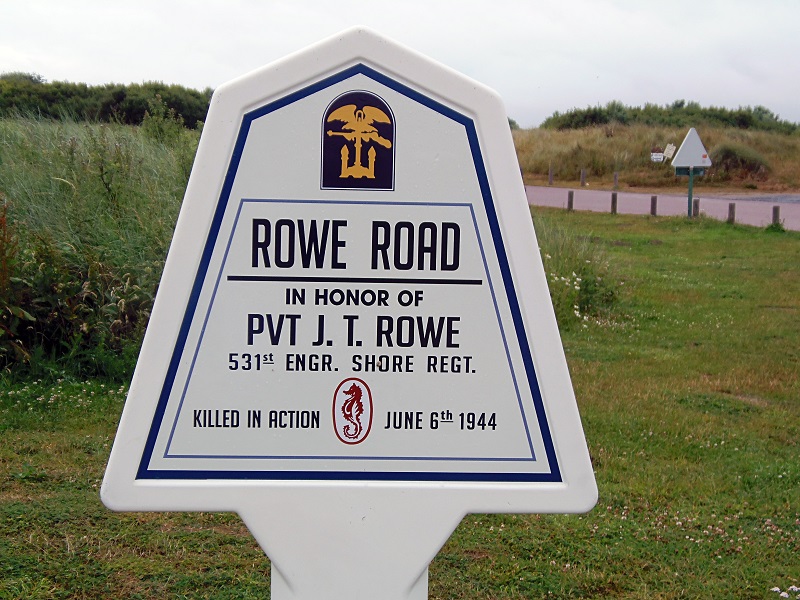 ROWE ROAD
IN HONOR OF
PVT J. T. ROWE
531st ENGR. SHORE REGT.
KILLED IN ACTION JUNE 6th 1944